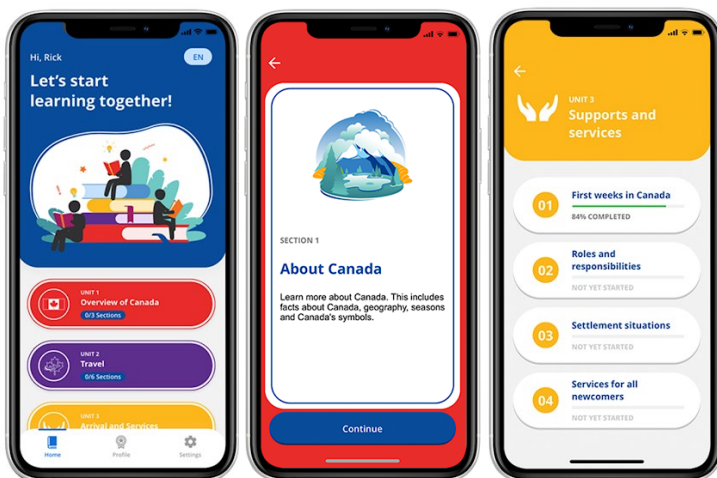 Hi, Rick
EN
Let's start
learning together!
UNIT 1
Overview of Canada
0/3 Sections
UNIT 2
Travel
0/6 Sections
UNIT 3
Arrival and Services
Home
Profile
Settings
SECTION 1
About Canada
Learn more about Canada. This includes
facts about Canada, geography, seasons
and Canada's symbols.
Continue
UNIT 3
Supports and
services
01
First weeks in Canada
84% COMPLETED
02
Roles and
responsibilities
NOT YET STARTED
03
Settlement situations
NOT YET STARTED
04
Services for all
newcomers
NOT YET STARTED